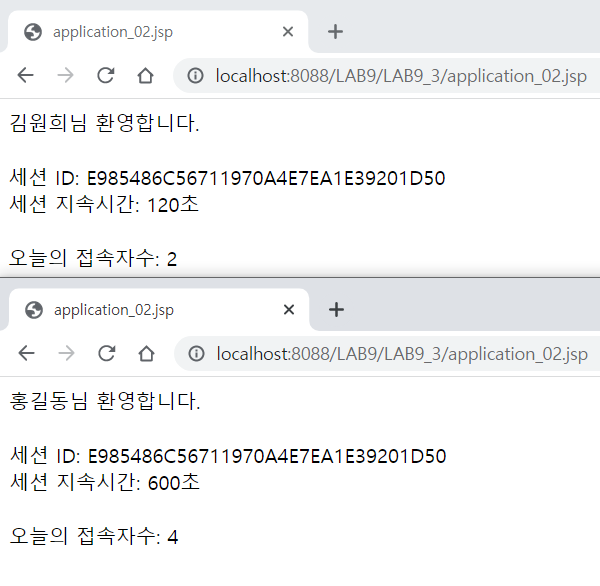 application_02.jsp
localhost:8088/LAB9/LAB9_3/application_02.jsp
김원희님 환영합니다.
세션 ID: E985486C56711970A4E7EA1E39201D50
세션 지속시간: 120초
오늘의 접속자수: 2
application_02.jsp
localhost:8088/LAB9/LAB9_3/application_02.jsp
홍길동님 환영합니다.
세션 ID: E985486C56711970A4E7EA1E39201D50
세션 지속시간: 600초
오늘의 접속자수: 4